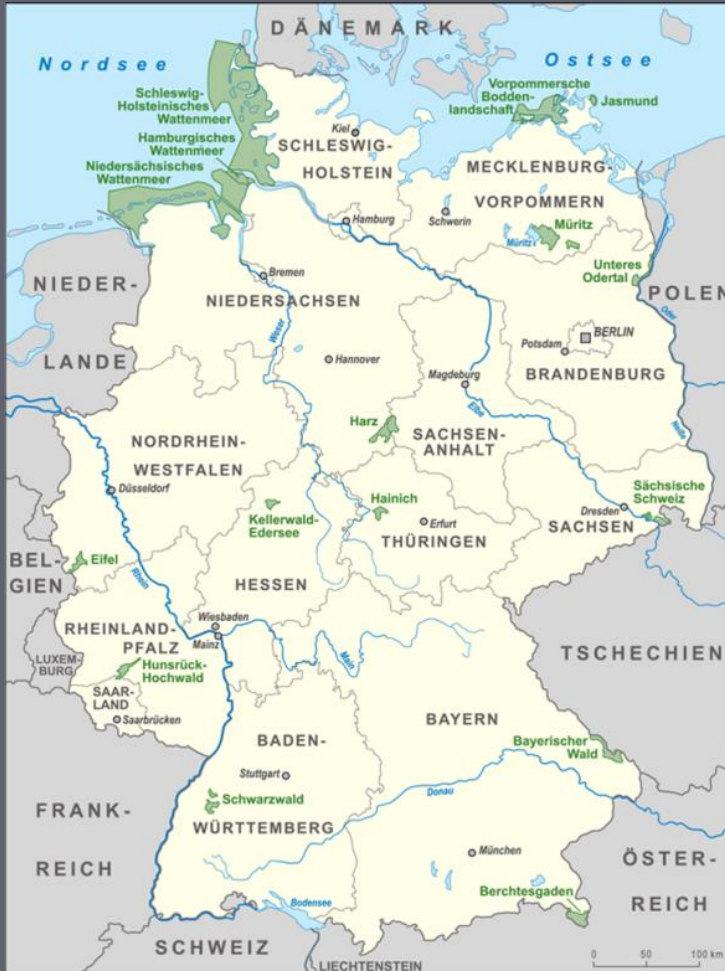 DÄNEMARK
Nordsee
Ostsee
Schleswig-
Holsteinisches
Wattenmeer
Hamburgisches
Wattenmeer
Niedersächsisches
Wattenmeer
Vorpommersche
Bodden-
landschaft
Jasmund
Kiel
SCHLESWIG-
HOLSTEIN
MECKLENBURG-
VORPOMMERN
Schwerin
Hamburg
Müritz
Müritz
Unteres
Odertal
POLEN
Oder
NIEDER-
LANDE
Bremen
NIEDERSACHSEN
Weser
Hannover
BERLIN
Potsdam
BRANDENBURG
Magdeburg
Elbe
Neiße
Harz
SACHSEN-
ANHALT
NORDRHEIN-
WESTFALEN
Düsseldorf
Kellerwald-
Edersee
Hainich
Erfurt
THÜRINGEN
Sächsische
Schweiz
Dresden
SACHSEN
BEL-
GIEN
Eifel
Rhein
HESSEN
Wiesbaden
Mainz
Main
RHEINLAND-
PFALZ
LUXEM-
BURG
Hunsrück-
Hochwald
SAAR-
LAND
Saarbrücken
TSCHECHIEN
BAYERN
Bayerischer
Wald
BADEN-
WÜRTTEMBERG
Stuttgart
Schwarzwald
Donau
FRANK-
REICH
München
Berchtesgaden
ÖSTER-
REICH
Bodensee
SCHWEIZ
LIECHTENSTEIN
0 50 100 km